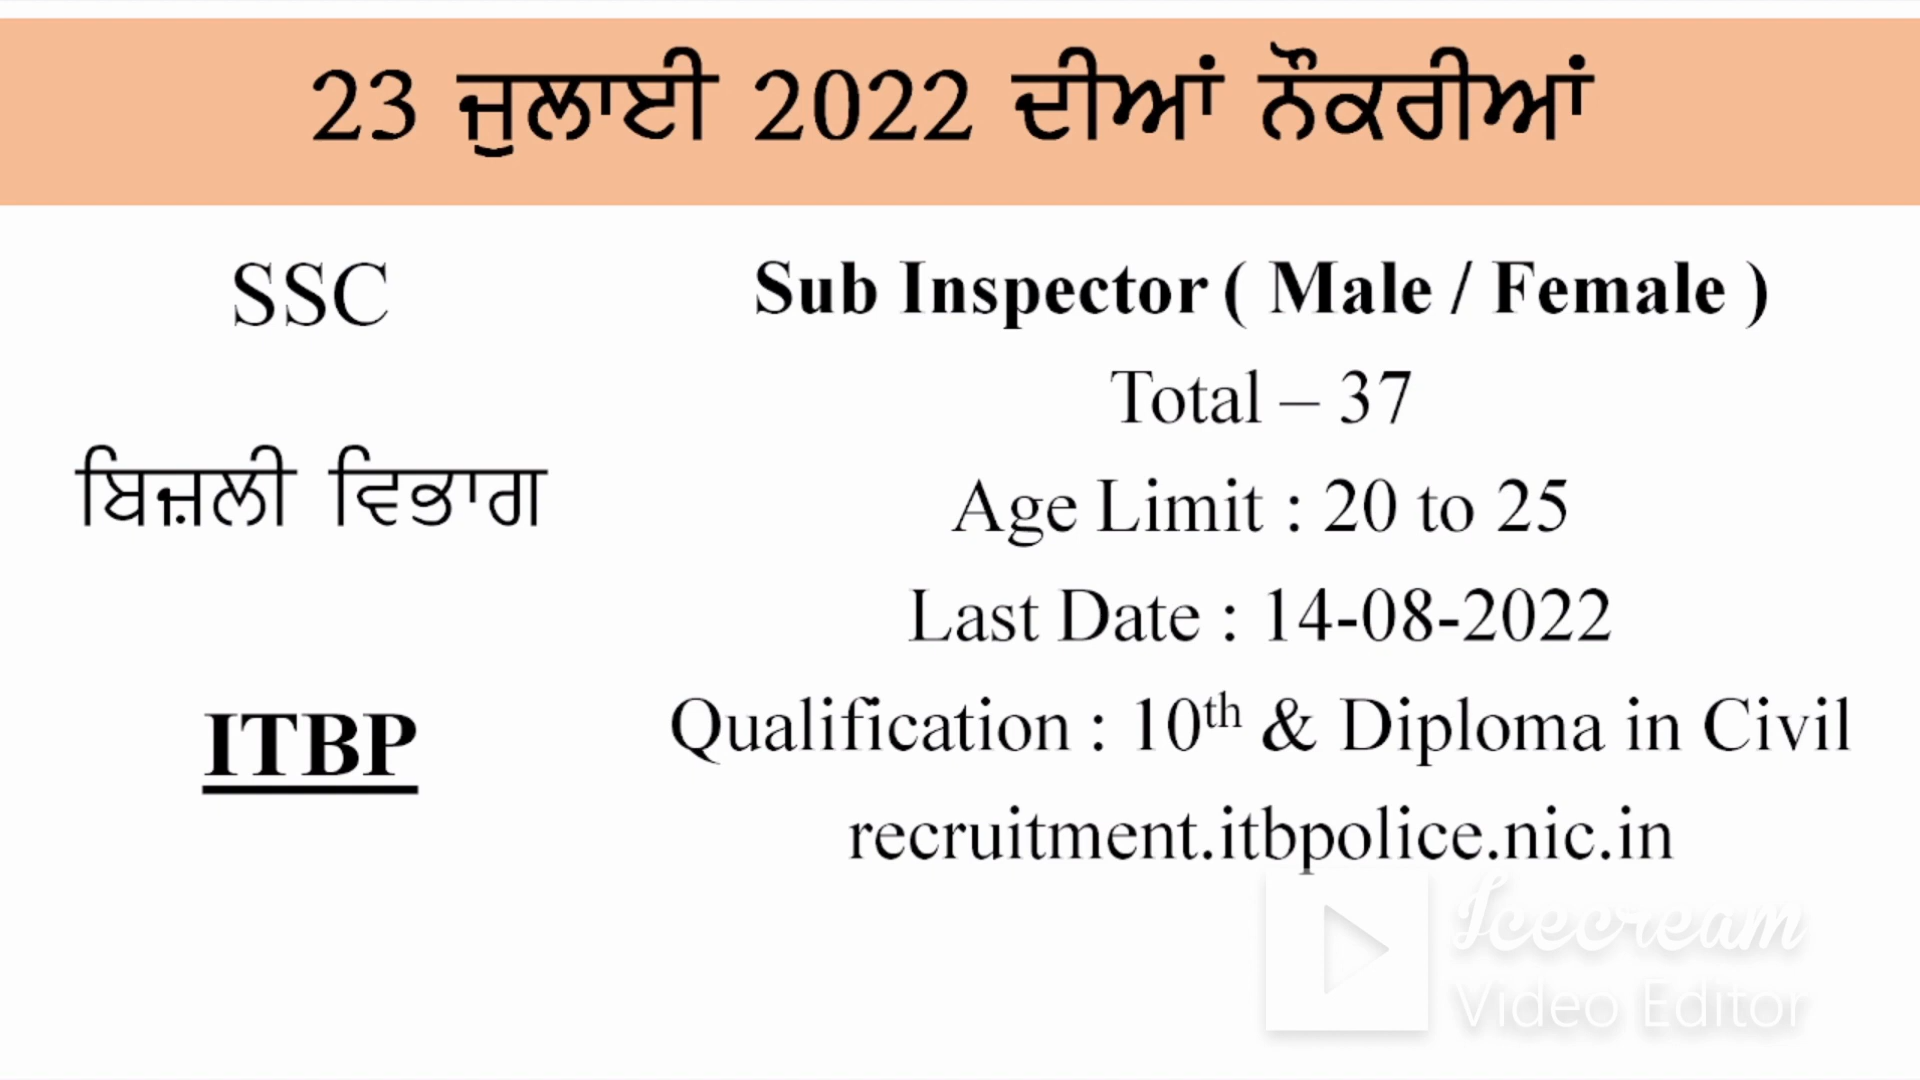 23 ਜੁਲਾਈ 2022 ਦੀਆਂ ਨੌਕਰੀਆਂ
SSC
ਬਿਜ਼ਲੀ ਵਿਭਾਗ
ITBP
Sub Inspector ( Male / Female )
Total – 37
Age Limit : 20 to 25
Last Date : 14-08-2022
Qualification : 10th & Diploma in Civil
recruitment.itbpolice.nic.in
Icecream
Video Editor